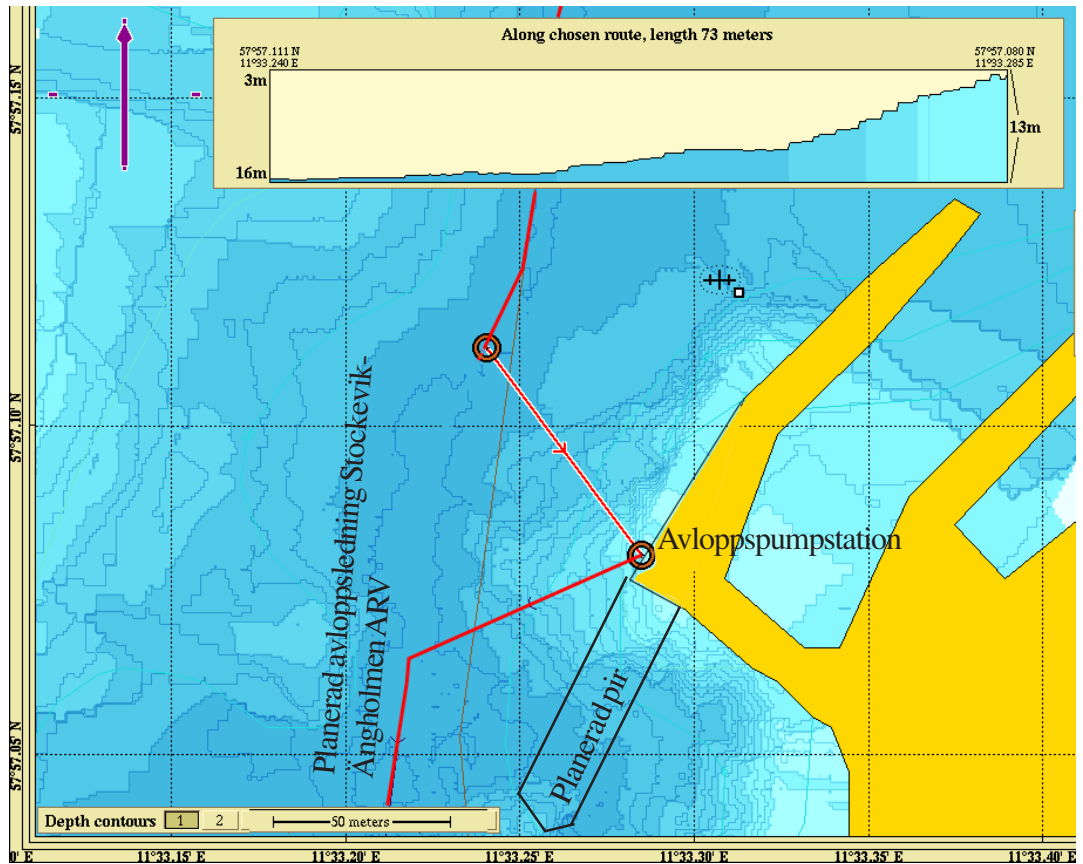 Along chosen route, length 73 meters
57°57.111 N
11°33.240 E
57°57.080 N
11°33.285 E
3m
13m
16m
57°57.15' N
57°57.10' N
57°57.05' N
Planerad avloppsledning Stockevik-
Ängholmen ARV
Avloppspumpstation
Planerad pir
Depth contours 1 2 50 meters
0' E 11°33.15' E 11°33.20' E 11°33.25' E 11°33.30' E 11°33.35' E 11°33.40' E